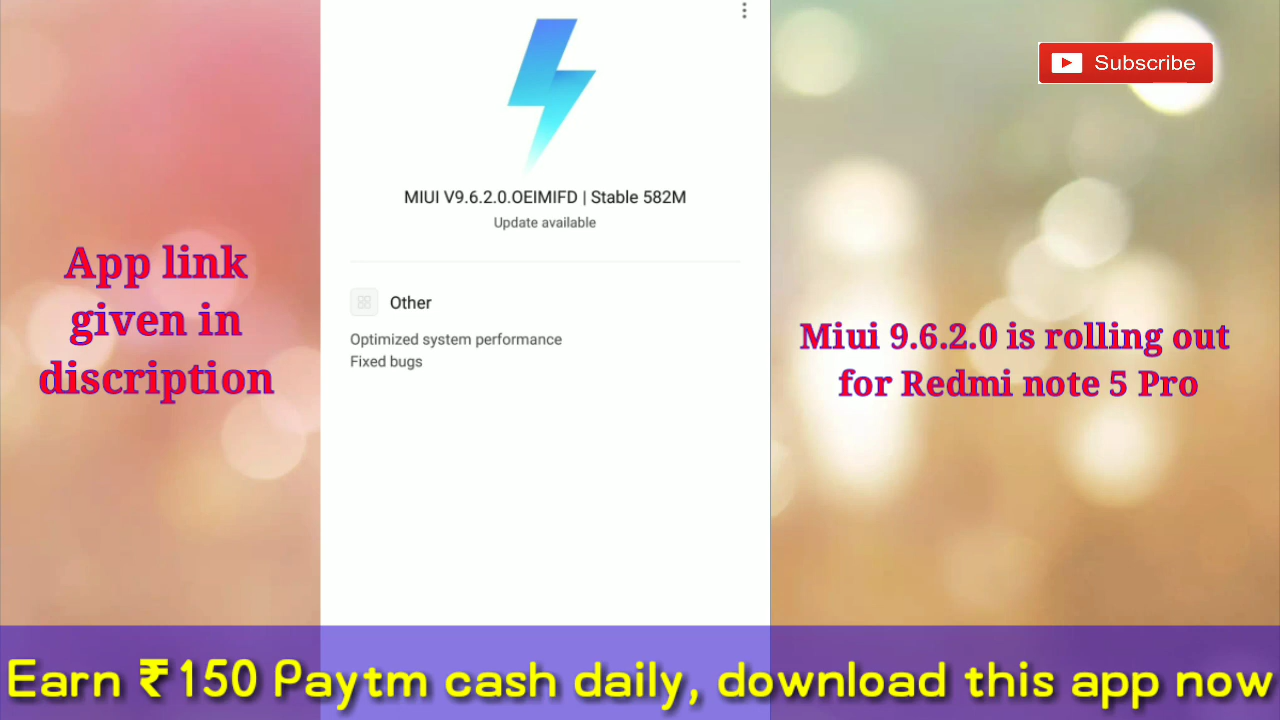 Subscribe
MIUI V9.6.2.0.OEIMIFD | Stable 582M
Update available
Other
Optimized system performance
Fixed bugs
App link
given in
discription
Miui 9.6.2.0 is rolling out
for Redmi note 5 Pro
Earn ₹150 Paytm cash daily, download this app now